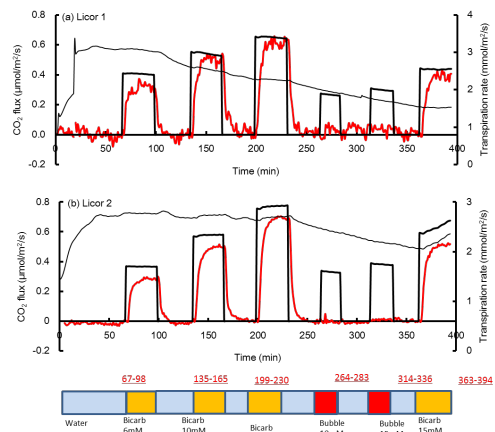 (a) Licor 1
0.8
0.6
0.4
0.2
0.0
-0.2
CO2 flux (µmol/m²/s)
4
3
2
1
0
Transpiration rate (mmol/m²/s)
0 50 100 150 200 250 300 350 400
Time (min)
(b) Licor 2
0.8
0.6
0.4
0.2
0
-0.2
CO2 flux (µmol/m²/s)
3
2
1
0
Transpiration rate (mmol/m²/s)
0 50 100 150 200 250 300 350 400
Time (min)
67-98 135-165 199-230 264-283 314-336 363-394
Water
Bicarb
6mM
Bicarb
10mM
Bicarb
Bubble
Bubble
Bicarb
15mM